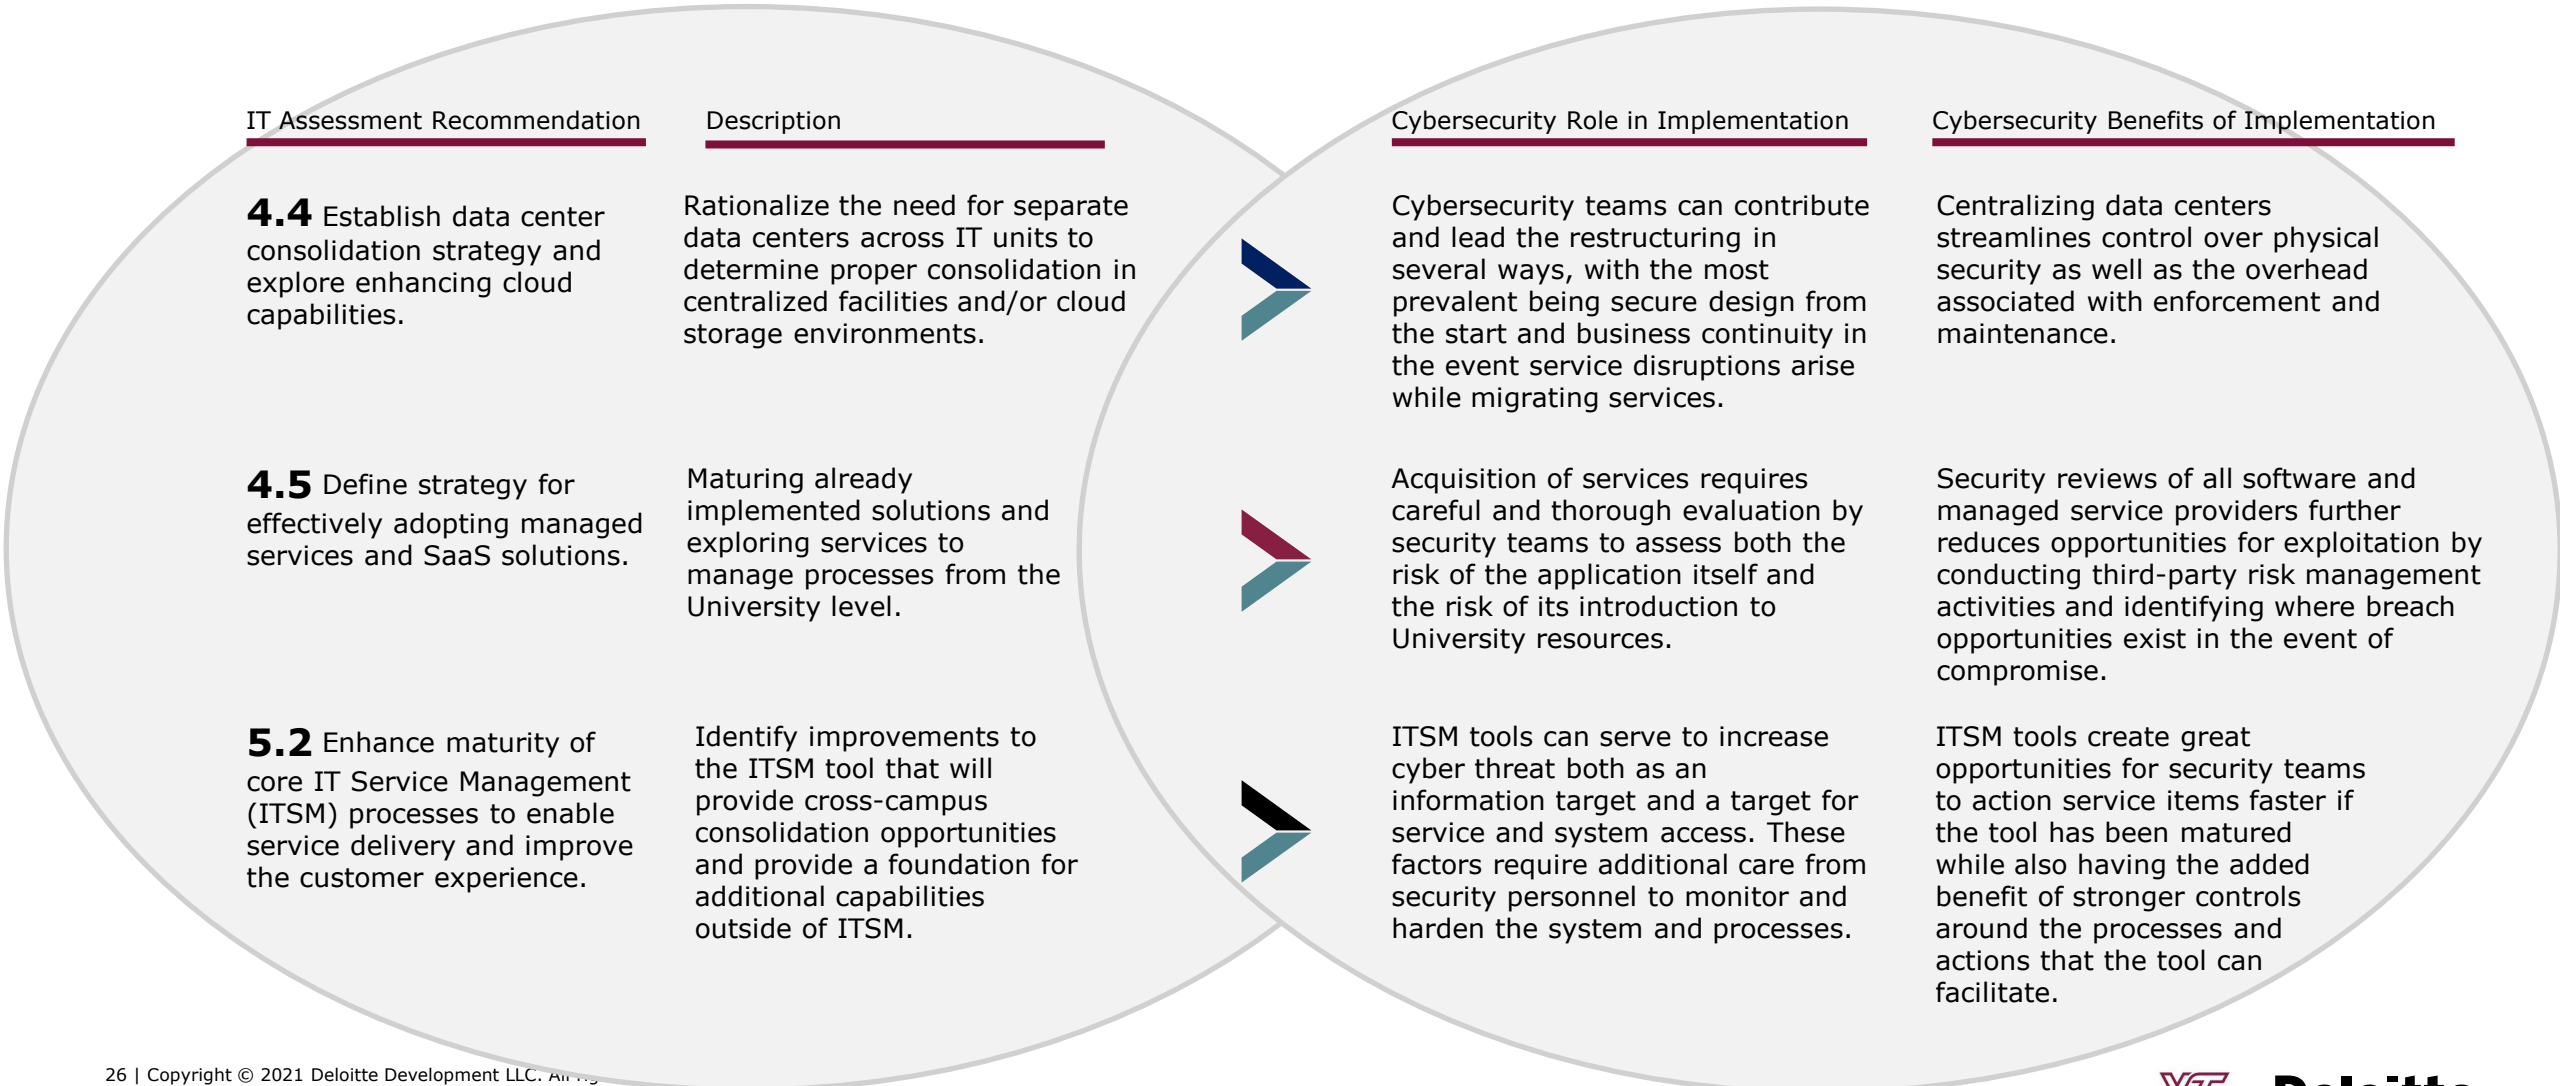 IT Assessment Recommendation
Description
Cybersecurity Role in Implementation
Cybersecurity Benefits of Implementation
4.4 Establish data center
consolidation strategy and
explore enhancing cloud
capabilities.
Rationalize the need for separate
data centers across IT units to
determine proper consolidation in
centralized facilities and/or cloud
storage environments.
Cybersecurity teams can contribute
and lead the restructuring in
several ways, with the most
prevalent being secure design from
the start and business continuity in
the event service disruptions arise
while migrating services.
Centralizing data centers
streamlines control over physical
security as well as the overhead
associated with enforcement and
maintenance.
4.5 Define strategy for
effectively adopting managed
services and SaaS solutions.
Maturing already
implemented solutions and
exploring services to
manage processes from the
University level.
Acquisition of services requires
careful and thorough evaluation by
security teams to assess both the
risk of the application itself and
the risk of its introduction to
University resources.
Security reviews of all software and
managed service providers further
reduces opportunities for exploitation by
conducting third-party risk management
activities and identifying where breach
opportunities exist in the event of
compromise.
5.2 Enhance maturity of
core IT Service Management
(ITSM) processes to enable
service delivery and improve
the customer experience.
Identify improvements to
the ITSM tool that will
provide cross-campus
consolidation opportunities
and provide a foundation for
additional capabilities
outside of ITSM.
ITSM tools can serve to increase
cyber threat both as an
information target and a target for
service and system access. These
factors require additional care from
security personnel to monitor and
harden the system and processes.
ITSM tools create great
opportunities for security teams
to action service items faster if
the tool has been matured
while also having the added
benefit of stronger controls
around the processes and
actions that the tool can
facilitate.
26 | Copyright © 2021 Deloitte Development LLC. All
Deloitte